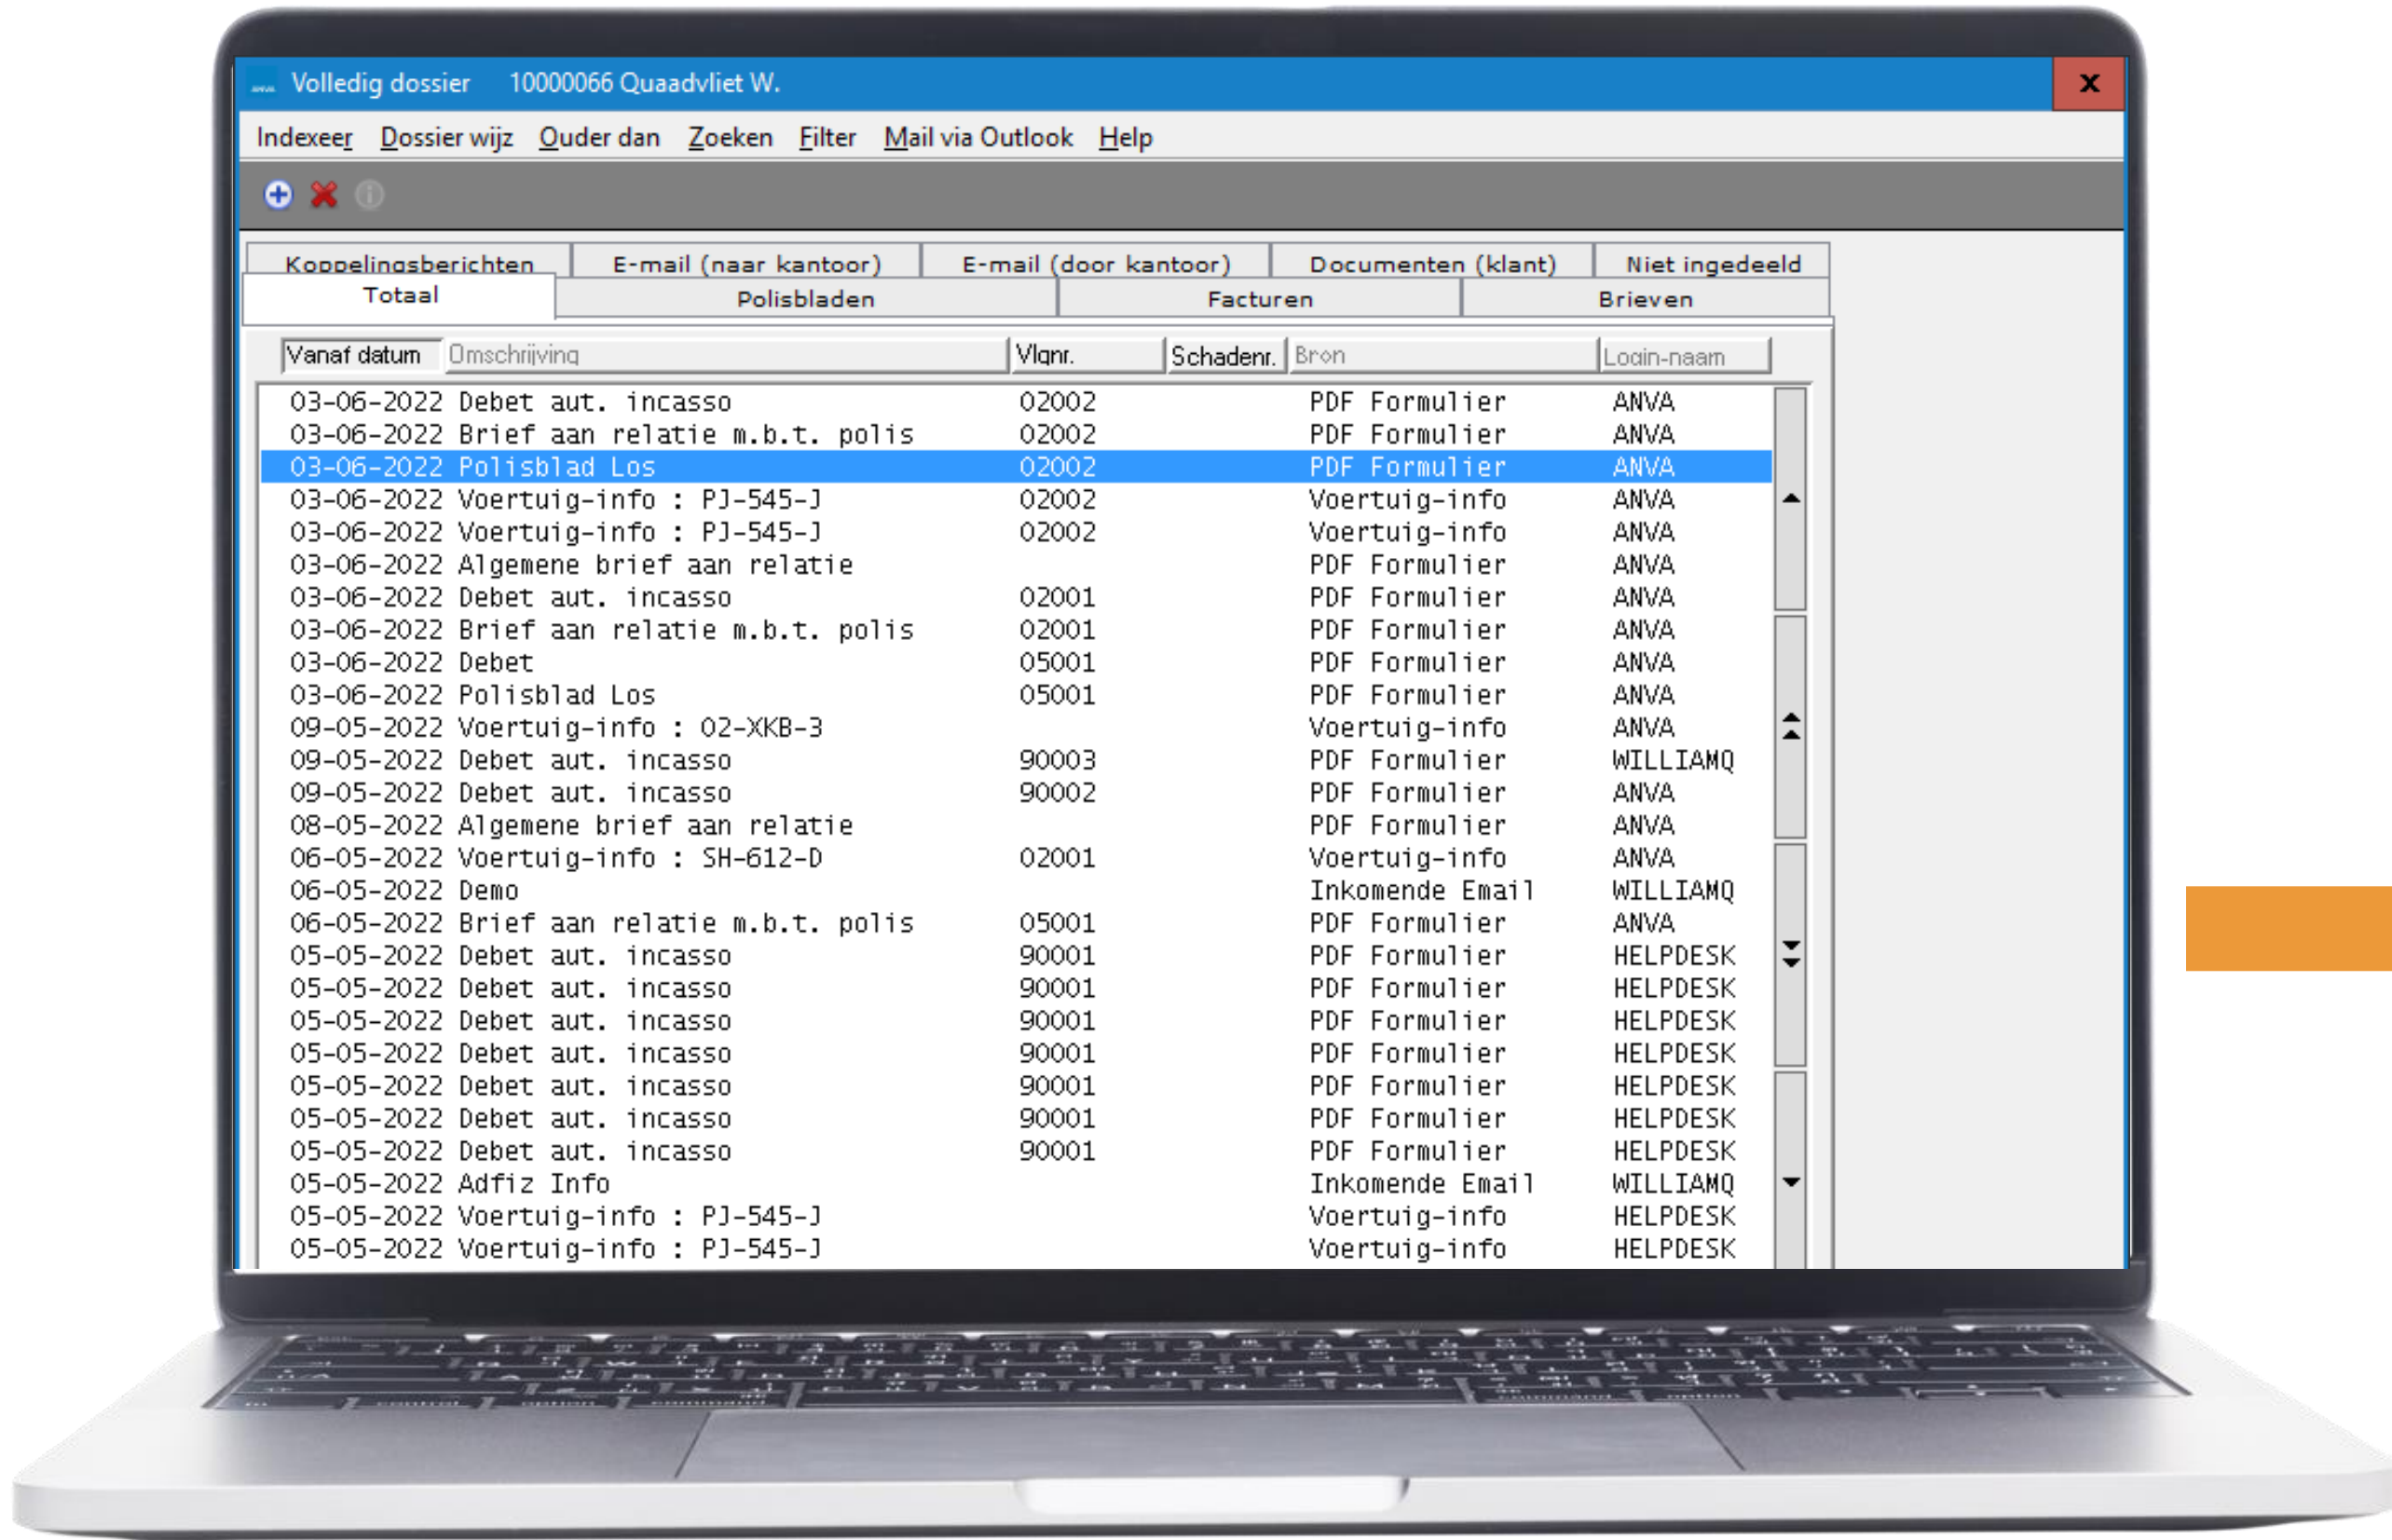 Volledig dossier 10000066 Quaadvliet W.
Indexeer Dossier wijz Ouder dan Zoeken Filter Mail via Outlook Help
Koppelingsberichten E-mail (naar kantoor) E-mail (door kantoor) Documenten (klant) Niet ingedeeld
Totaal Polisbladen Facturen Brieven
Vanaf datum Omschrijving Vlgnr. Schadenr. Bron Login-naam
03-06-2022 Debet aut. incasso 02002 PDF Formulier ANVA
03-06-2022 Brief aan relatie m.b.t. polis 02002 PDF Formulier ANVA
03-06-2022 Polisblad Los 02002 PDF Formulier ANVA
03-06-2022 Voertuig-info : PJ-545-J 02002 Voertuig-info ANVA
03-06-2022 Voertuig-info : PJ-545-J 02002 Voertuig-info ANVA
03-06-2022 Algemene brief aan relatie PDF Formulier ANVA
03-06-2022 Debet aut. incasso 02001 PDF Formulier ANVA
03-06-2022 Brief aan relatie m.b.t. polis 02001 PDF Formulier ANVA
03-06-2022 Debet 05001 PDF Formulier ANVA
03-06-2022 Polisblad Los 05001 PDF Formulier ANVA
09-05-2022 Voertuig-info : 02-XKB-3 Voertuig-info ANVA
09-05-2022 Debet aut. incasso 90003 PDF Formulier WILLIAMQ
09-05-2022 Debet aut. incasso 90002 PDF Formulier ANVA
08-05-2022 Algemene brief aan relatie PDF Formulier ANVA
06-05-2022 Voertuig-info : SH-612-D 02001 Voertuig-info ANVA
06-05-2022 Demo Inkomende Email WILLIAMQ
06-05-2022 Brief aan relatie m.b.t. polis 05001 PDF Formulier ANVA
05-05-2022 Debet aut. incasso 90001 PDF Formulier HELPDESK
05-05-2022 Debet aut. incasso 90001 PDF Formulier HELPDESK
05-05-2022 Debet aut. incasso 90001 PDF Formulier HELPDESK
05-05-2022 Debet aut. incasso 90001 PDF Formulier HELPDESK
05-05-2022 Debet aut. incasso 90001 PDF Formulier HELPDESK
05-05-2022 Debet aut. incasso 90001 PDF Formulier HELPDESK
05-05-2022 Debet aut. incasso 90001 PDF Formulier HELPDESK
05-05-2022 Adfiz Info Inkomende Email WILLIAMQ
05-05-2022 Voertuig-info : PJ-545-J Voertuig-info HELPDESK
05-05-2022 Voertuig-info : PJ-545-J Voertuig-info HELPDESK